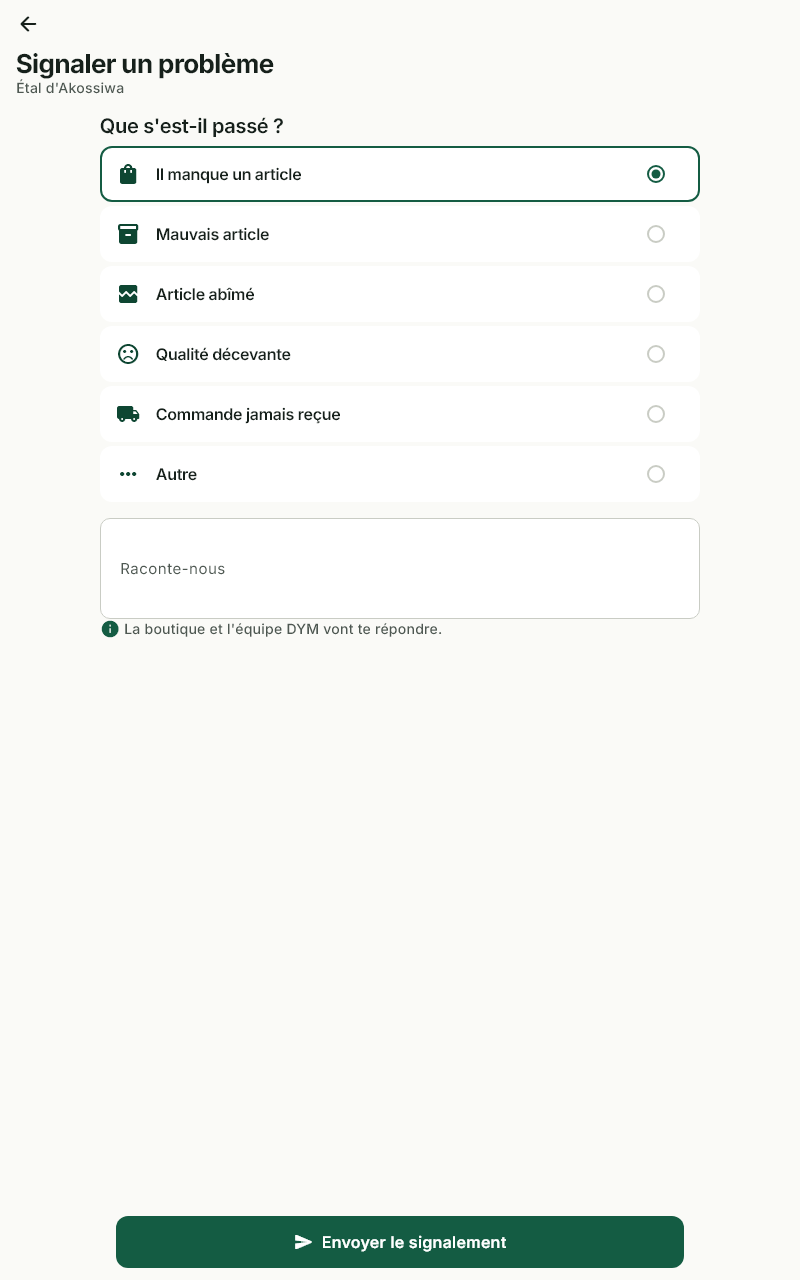 Signaler un problème
Étal d'Akossiwa
Que s'est-il passé ?
Il manque un article
Mauvais article
Article abîmé
Qualité décevante
Commande jamais reçue
Autre
Raconte-nous
La boutique et l'équipe DYM vont te répondre.
Envoyer le signalement